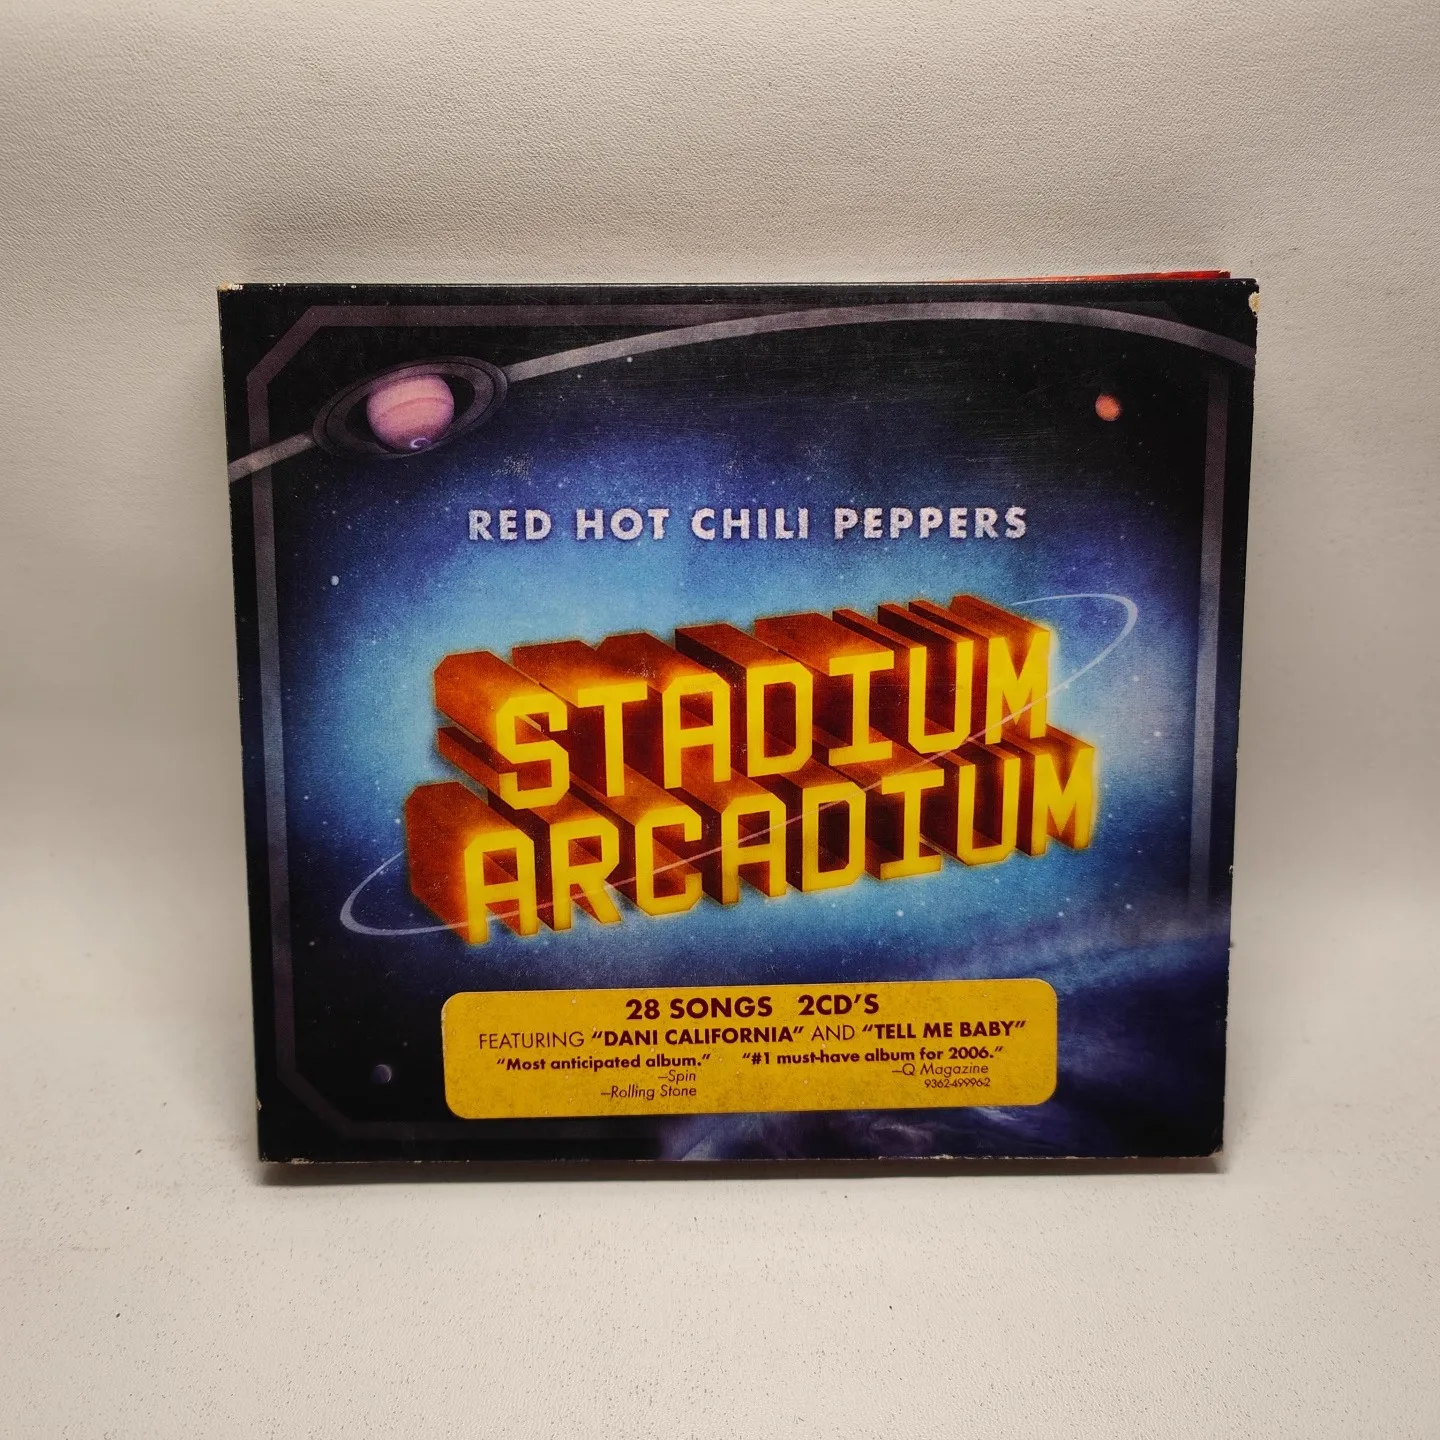 RED HOT CHILI PEPPERS
STADIUM
ARCADIUM
28 SONGS 2CD'S
FEATURING "DANI CALIFORNIA" AND "TELL ME BABY"
"Most anticipated album." "#1 must-have album for 2006."
—Spin —Q Magazine
—Rolling Stone 9362-49996-2